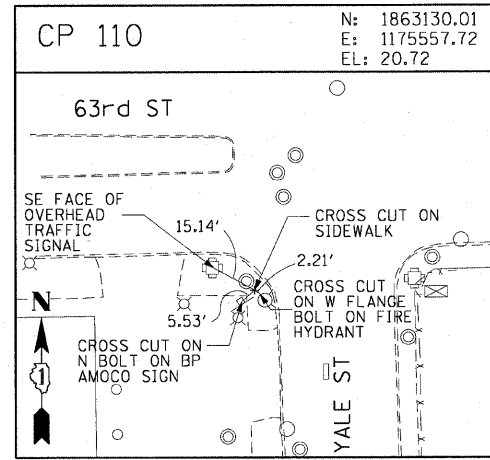 CP 110
N: 1863130.01
E: 1175557.72
EL: 20.72
63rd ST
SE FACE OF
OVERHEAD
TRAFFIC
SIGNAL
15.14'
CROSS CUT ON
SIDEWALK
2.21'
CROSS CUT
ON W FLANGE
BOLT ON FIRE
HYDRANT
5.53'
CROSS CUT ON
N BOLT ON BP
AMOCO SIGN
N
1
YALE ST